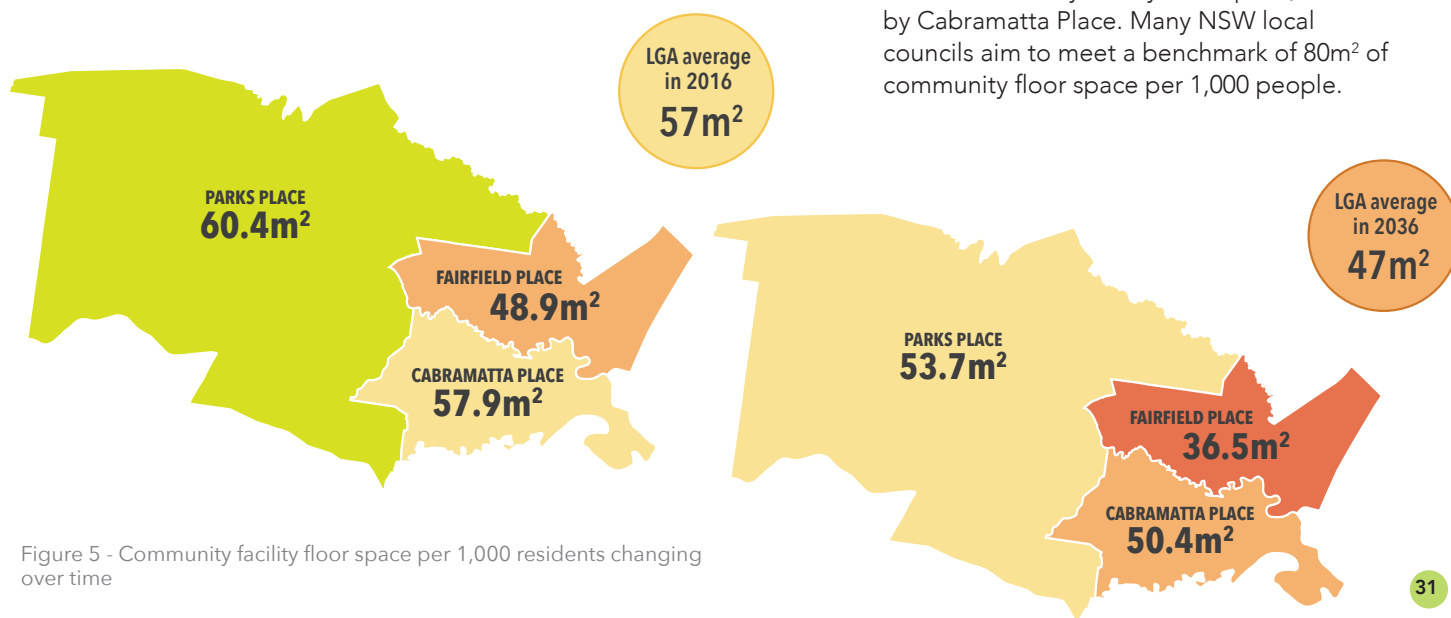 by Cabramatta Place. Many NSW local
councils aim to meet a benchmark of 80m² of
community floor space per 1,000 people.
LGA average
in 2016
57m²
PARKS PLACE
60.4m²
FAIRFIELD PLACE
48.9m²
CABRAMATTA PLACE
57.9m²
LGA average
in 2036
47m²
PARKS PLACE
53.7m²
FAIRFIELD PLACE
36.5m²
CABRAMATTA PLACE
50.4m²
Figure 5 - Community facility floor space per 1,000 residents changing
over time
31